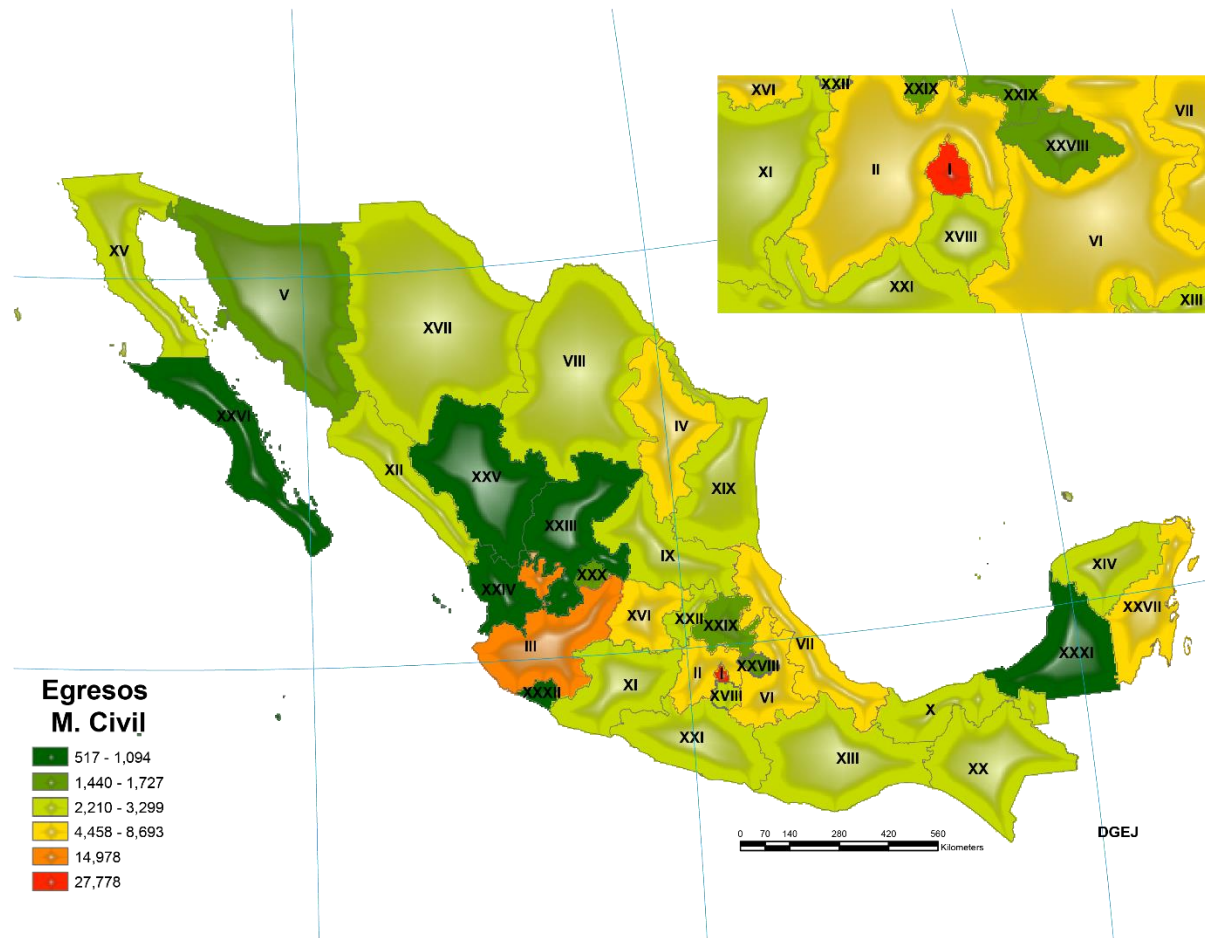 XVI
XXII
XXIX
XXIX
VII
XXVIII
XI
II
I
XVIII
VI
XXI
XIII
XV
V
XVII
VIII
IV
XXVI
XII
XXV
XIX
XXIII
IX
XIV
XXX
XXIV
XXVII
XVI
XXII
XXIX
III
VII
XXXI
XI
II
I
XXVIII
XXXII
XVIII
VI
X
XXI
XIII
XX
Egresos
M. Civil
517 - 1,094
1,440 - 1,727
2,210 - 3,299
4,458 - 8,693
14,978
27,778
0 70 140 280 420 560
Kilometers
DGEJ